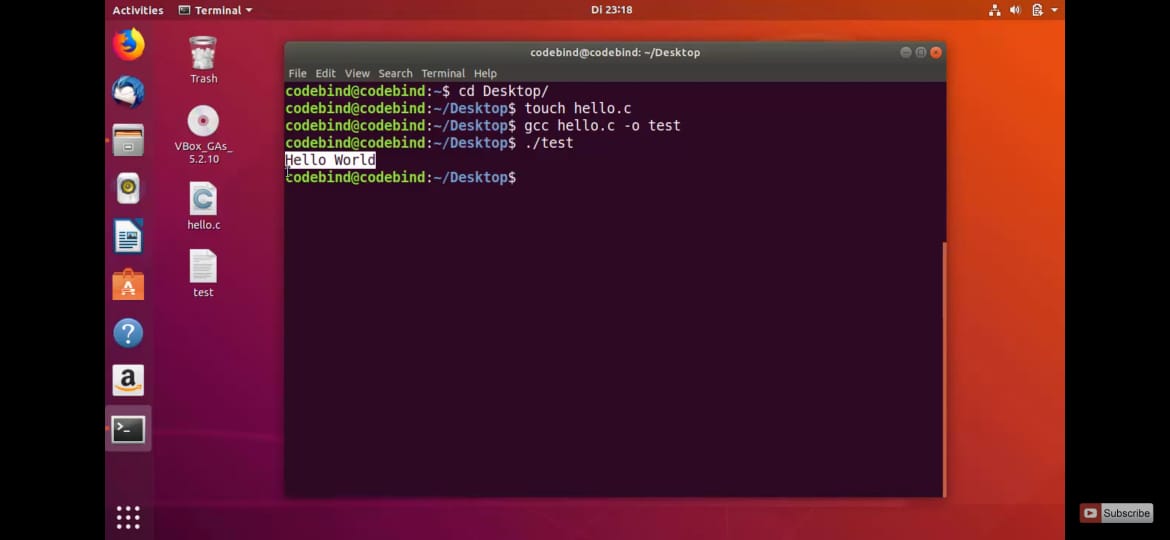 Activities Terminal Di 23:18
Trash
VBox_GAs_
5.2.10
hello.c
test
codebind@codebind: ~/Desktop
File Edit View Search Terminal Help
codebind@codebind:~$ cd Desktop/
codebind@codebind:~/Desktop$ touch hello.c
codebind@codebind:~/Desktop$ gcc hello.c -o test
codebind@codebind:~/Desktop$ ./test
Hello World
codebind@codebind:~/Desktop$
Subscribe